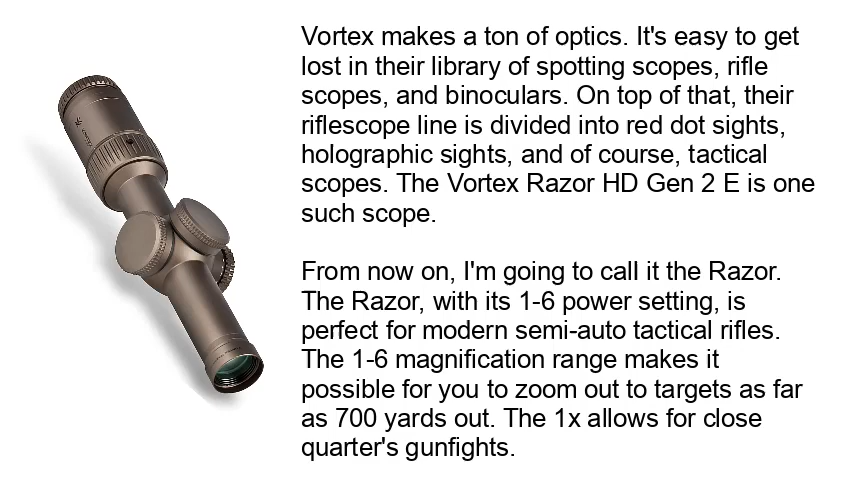 Vortex makes a ton of optics. It's easy to get
lost in their library of spotting scopes, rifle
scopes, and binoculars. On top of that, their
riflescope line is divided into red dot sights,
holographic sights, and of course, tactical
scopes. The Vortex Razor HD Gen 2 E is one
such scope.
From now on, I'm going to call it the Razor.
The Razor, with its 1-6 power setting, is
perfect for modern semi-auto tactical rifles.
The 1-6 magnification range makes it
possible for you to zoom out to targets as far
as 700 yards out. The 1x allows for close
quarter's gunfights.